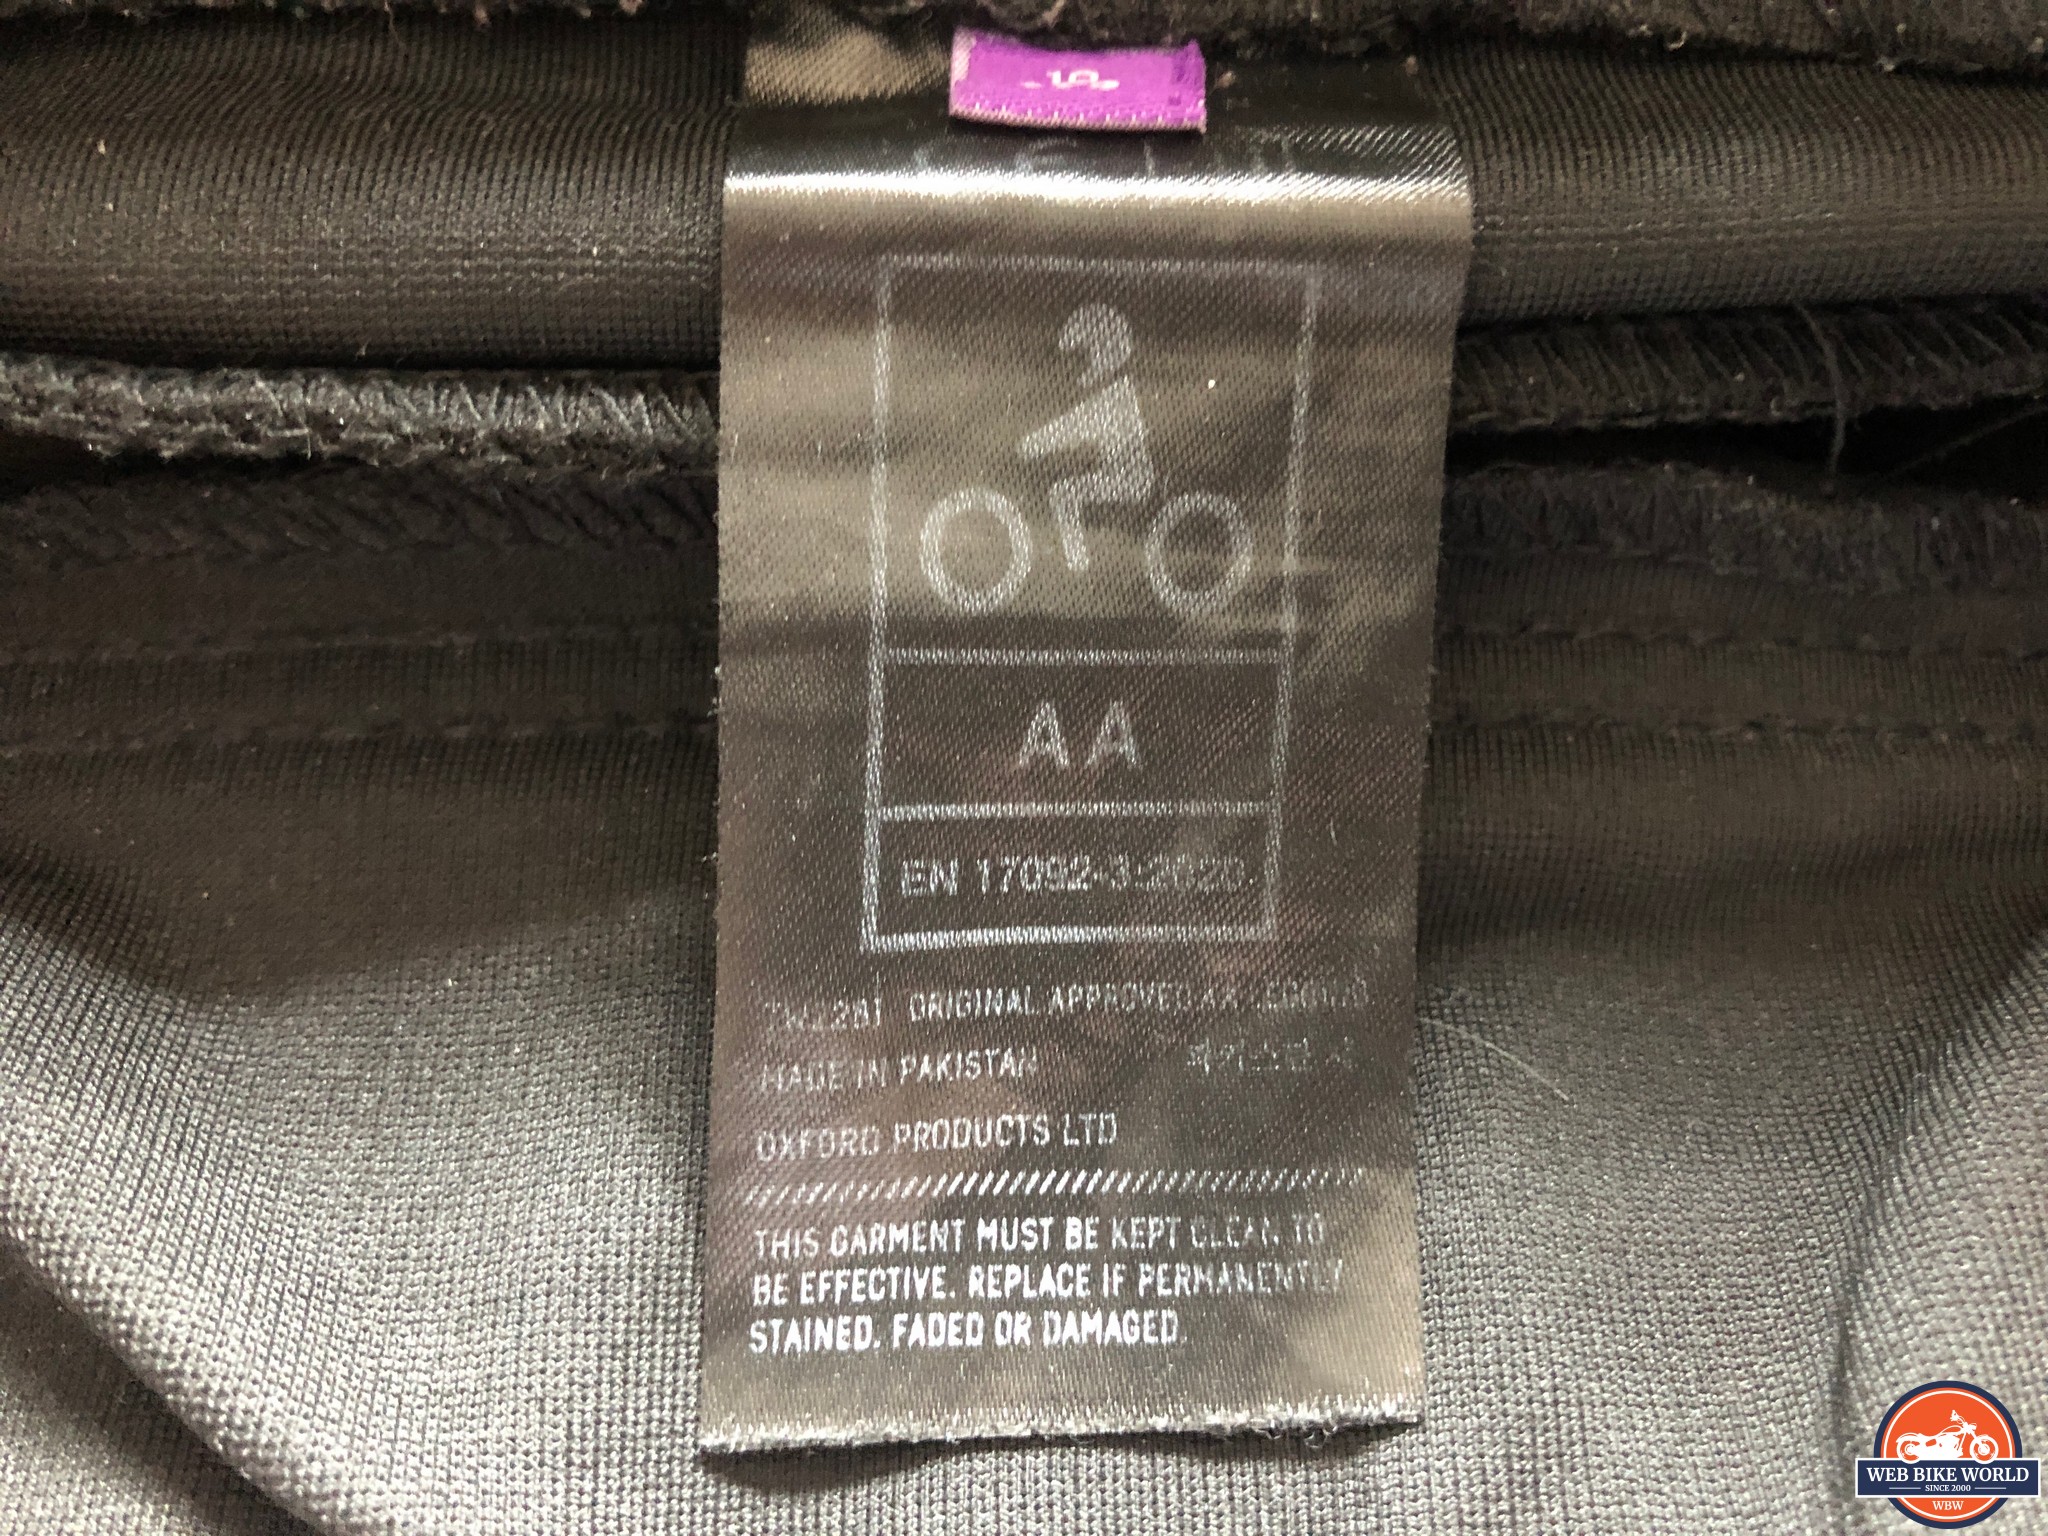 AA
EN 17092-3:2020
ORIGINAL APPROVED AA
MADE IN PAKISTAN
OXFORD PRODUCTS LTD
THIS GARMENT MUST BE KEPT CLEAN TO
BE EFFECTIVE. REPLACE IF PERMANENTLY
STAINED, FADED OR DAMAGED.
WEB BIKE WORLD
SINCE 2000
WBW